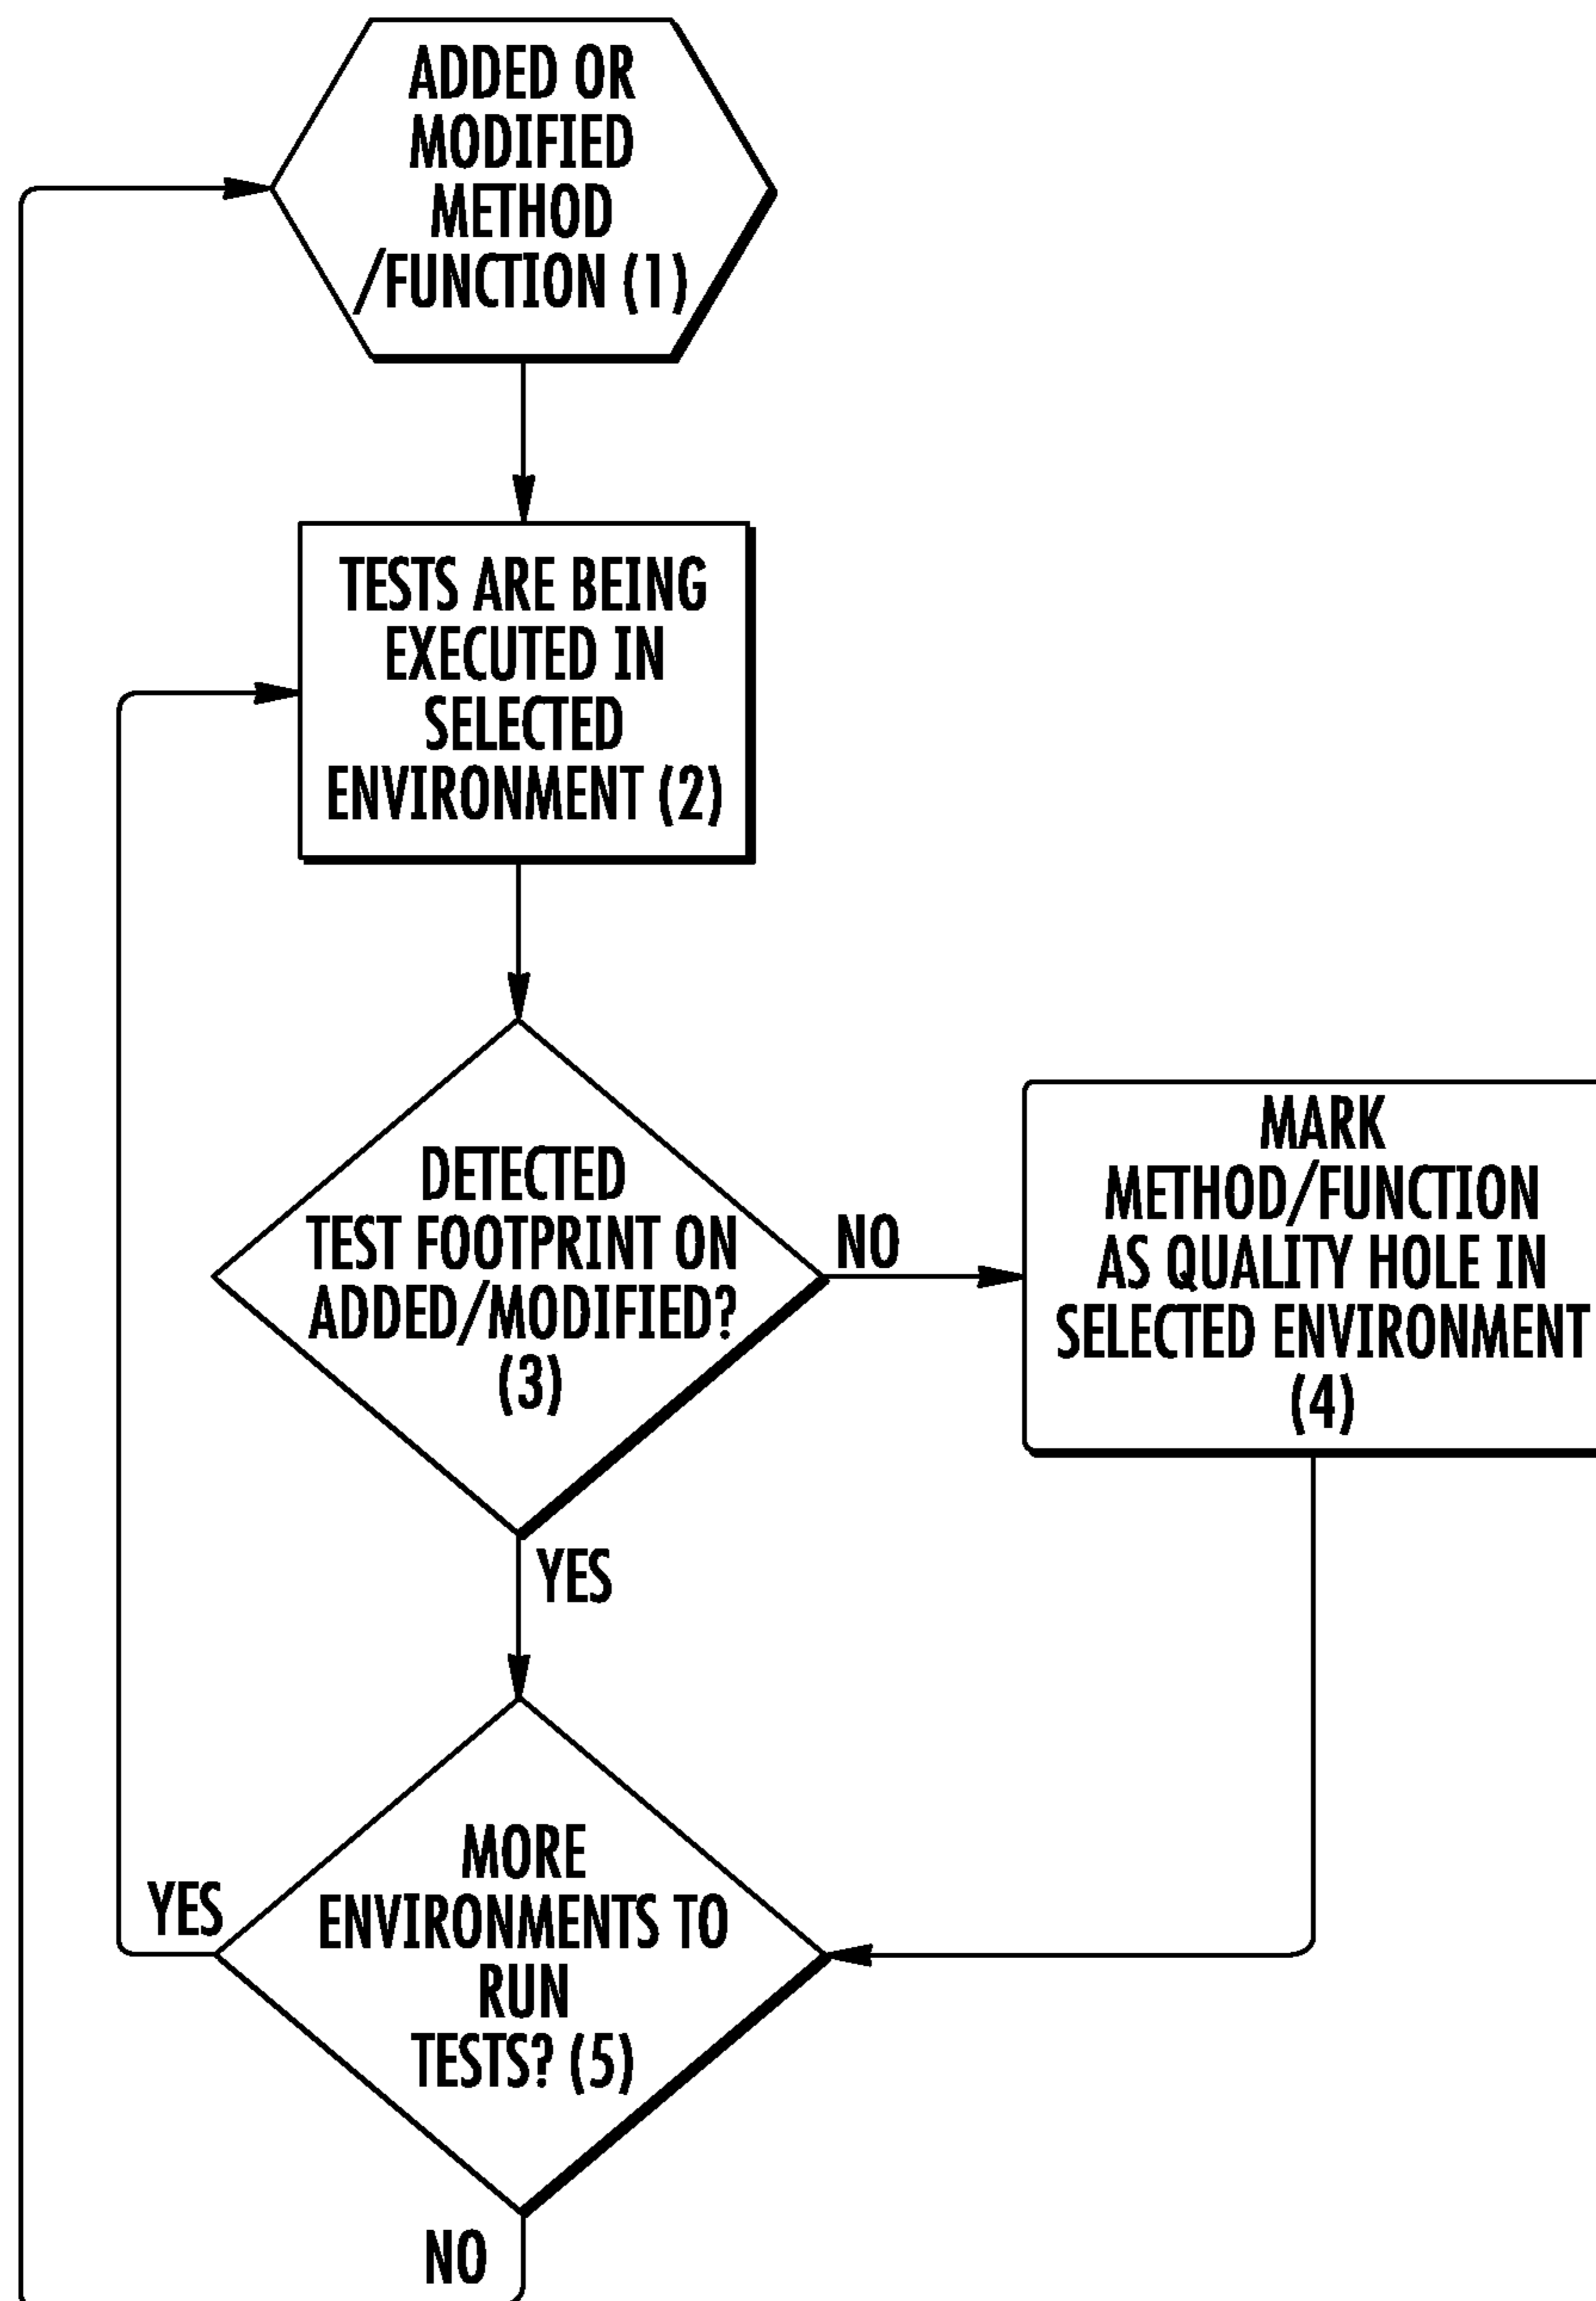 ADDED OR
MODIFIED
METHOD
/FUNCTION (1)
TESTS ARE BEING
EXECUTED IN
SELECTED
ENVIRONMENT (2)
DETECTED
TEST FOOTPRINT ON
ADDED/MODIFIED?
(3)
NO
MARK
METHOD/FUNCTION
AS QUALITY HOLE IN
SELECTED ENVIRONMENT
(4)
YES
MORE
ENVIRONMENTS TO
RUN
TESTS? (5)
YES
NO